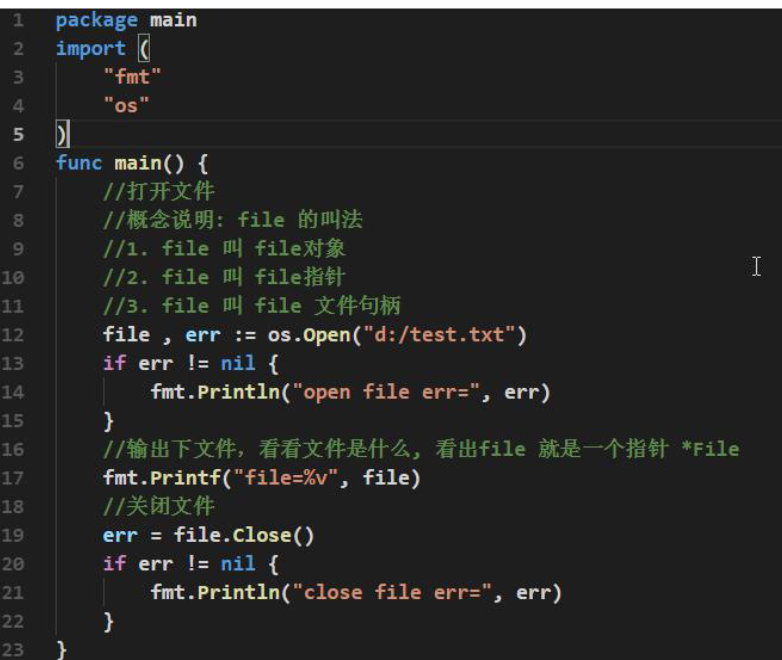 1 package main
2 import (
3 "fmt"
4 "os"
5 )
6 func main() {
7 //打开文件
8 //概念说明: file 的叫法
9 //1. file 叫 file对象
10 //2. file 叫 file指针
11 //3. file 叫 file 文件句柄
12 file , err := os.Open("d:/test.txt")
13 if err != nil {
14 fmt.Println("open file err=", err)
15 }
16 //输出下文件，看看文件是什么, 看出file 就是一个指针 *File
17 fmt.Printf("file=%v", file)
18 //关闭文件
19 err = file.Close()
20 if err != nil {
21 fmt.Println("close file err=", err)
22 }
23 }